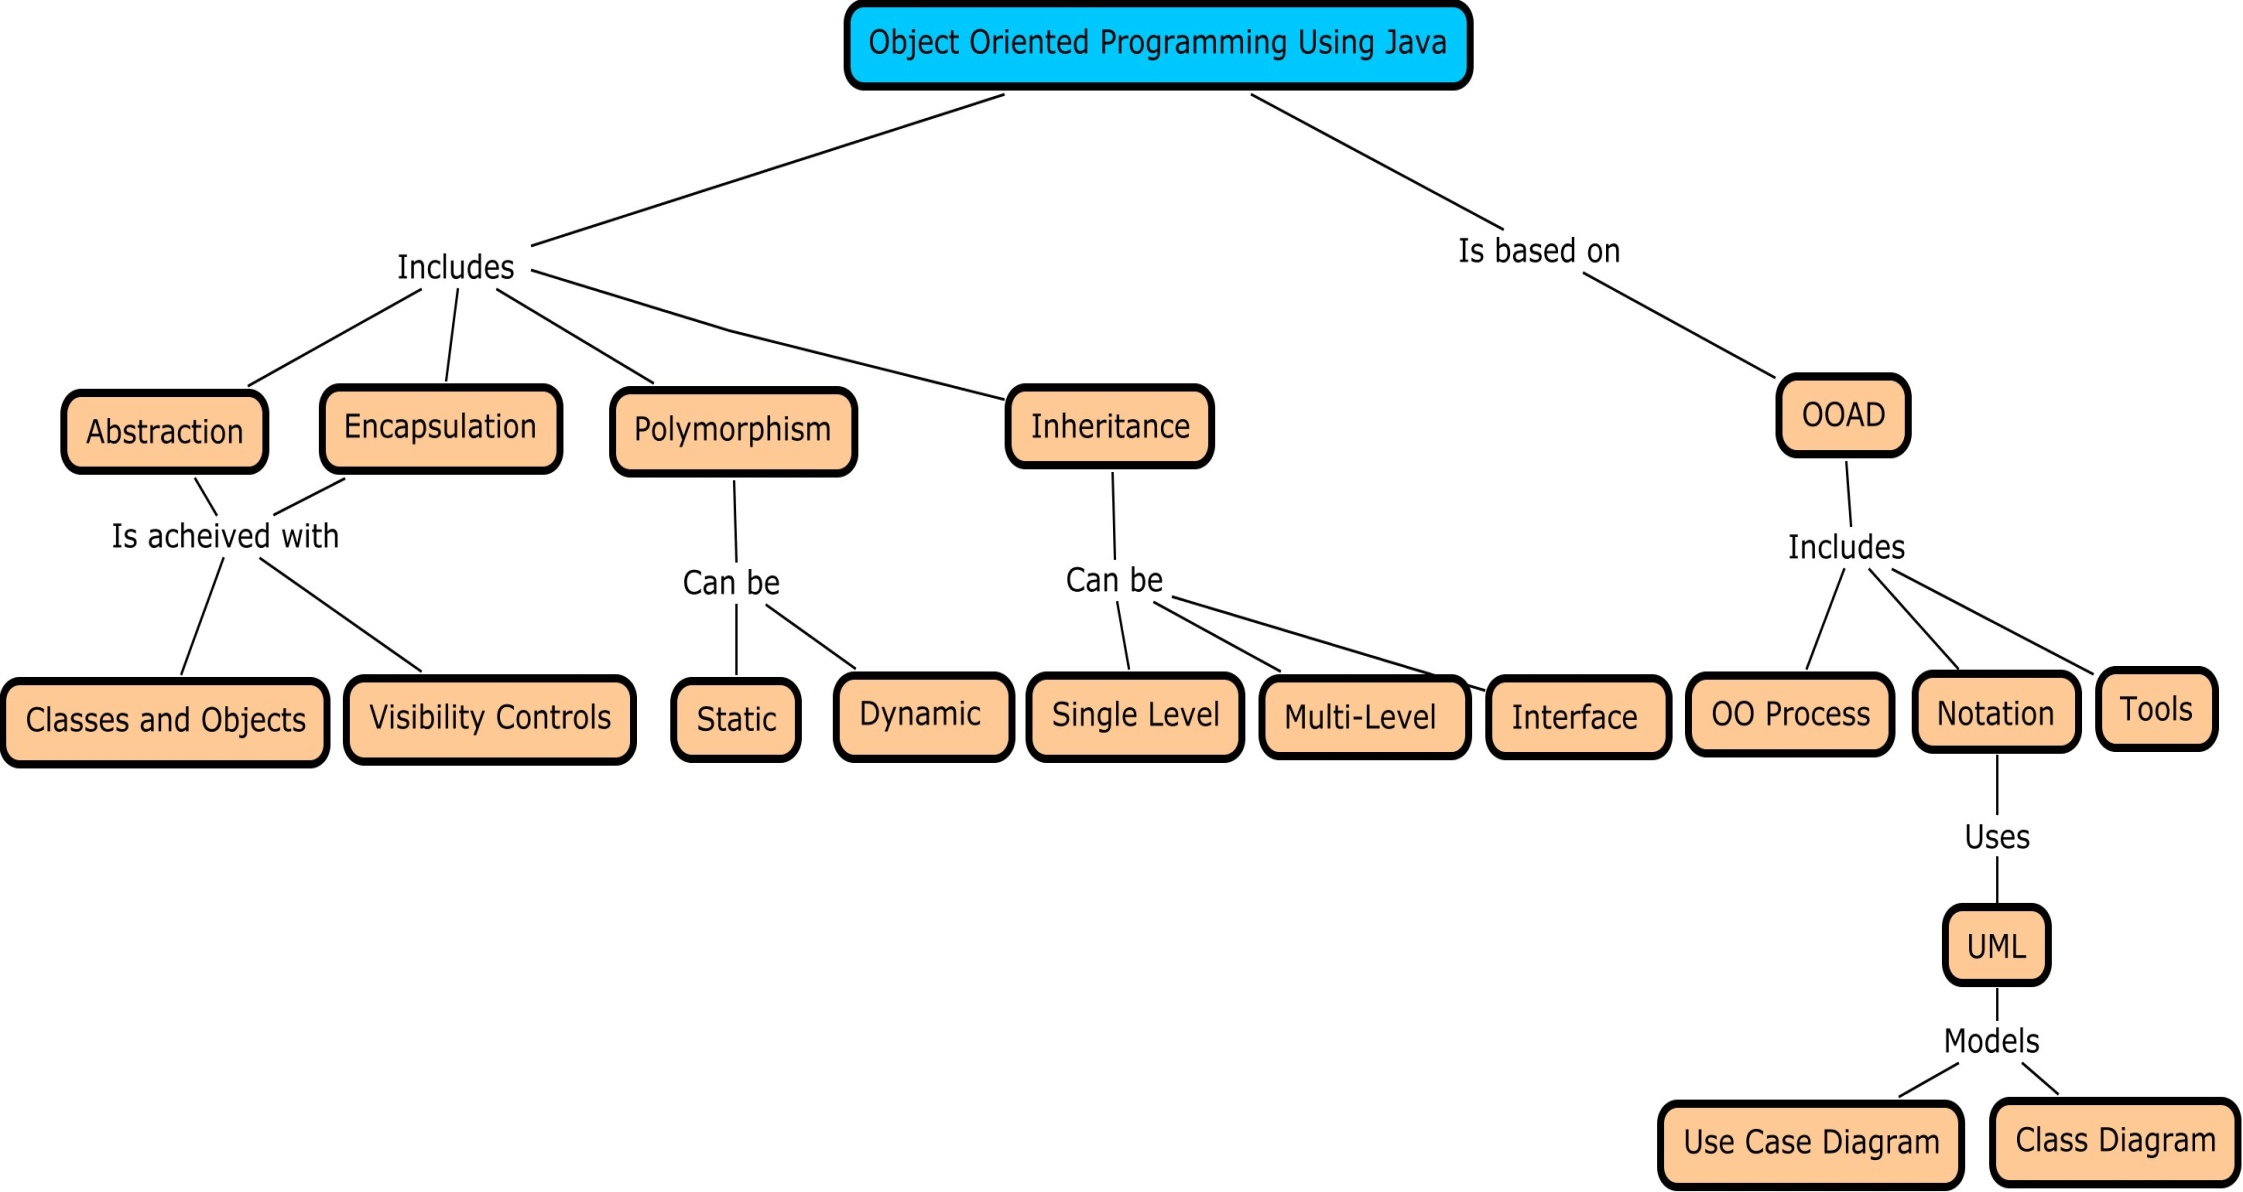 Object Oriented Programming Using Java
Is based on
Includes
Abstraction
Encapsulation
Polymorphism
Inheritance
OOAD
Is acheived with
Can be
Can be
Includes
Classes and Objects
Visibility Controls
Static
Dynamic
Single Level
Multi-Level
Interface
OO Process
Notation
Tools
Uses
UML
Models
Use Case Diagram
Class Diagram